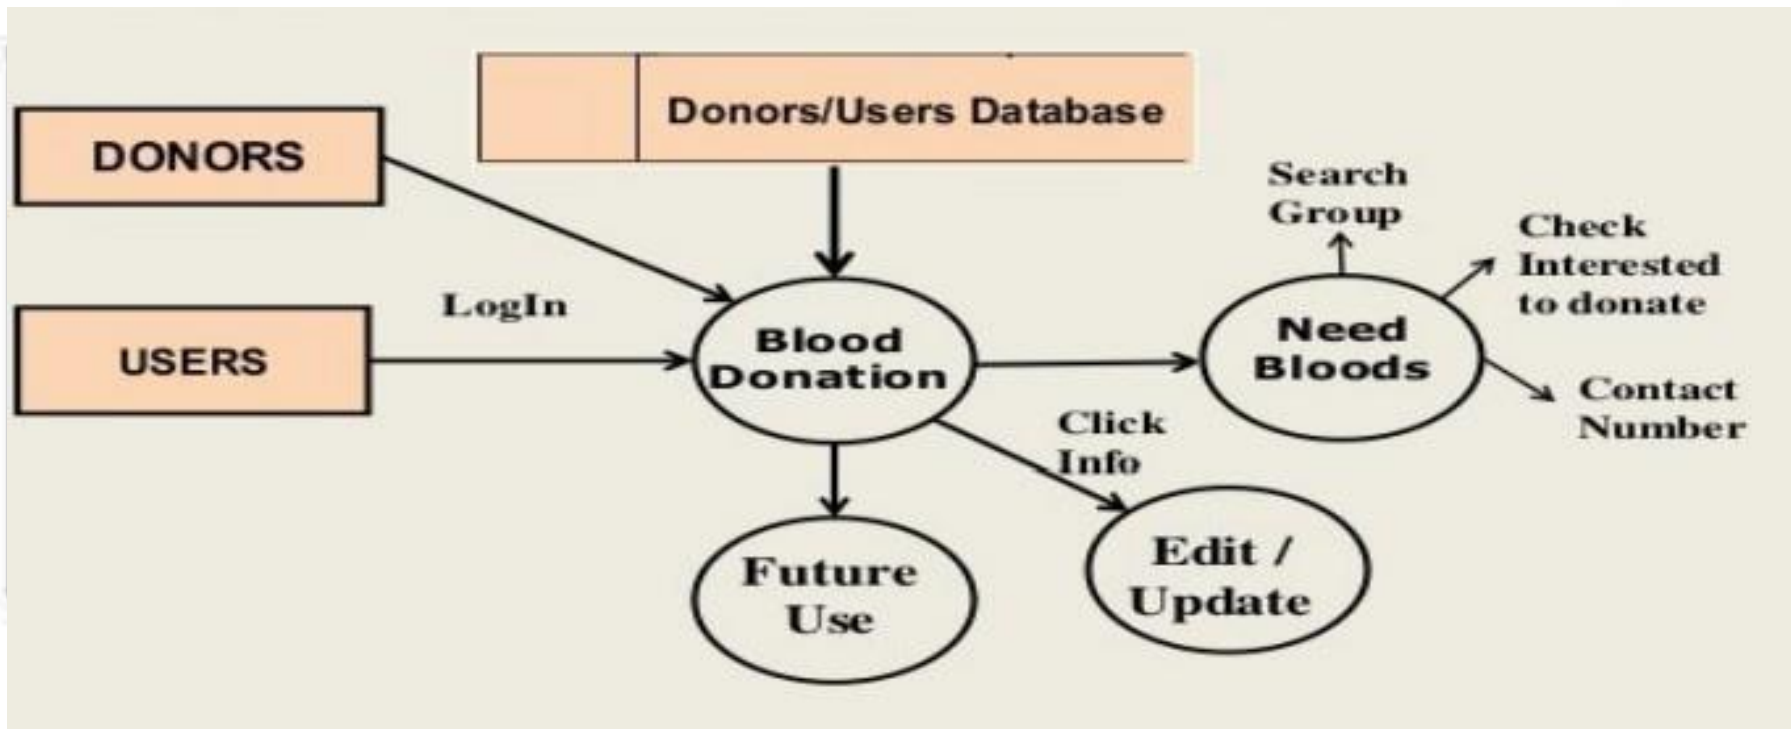 Donors/Users Database
DONORS
Search
Group
Check
Interested
to donate
LogIn
USERS
Blood
Donation
Need
Bloods
Contact
Number
Click
Info
Edit /
Update
Future
Use